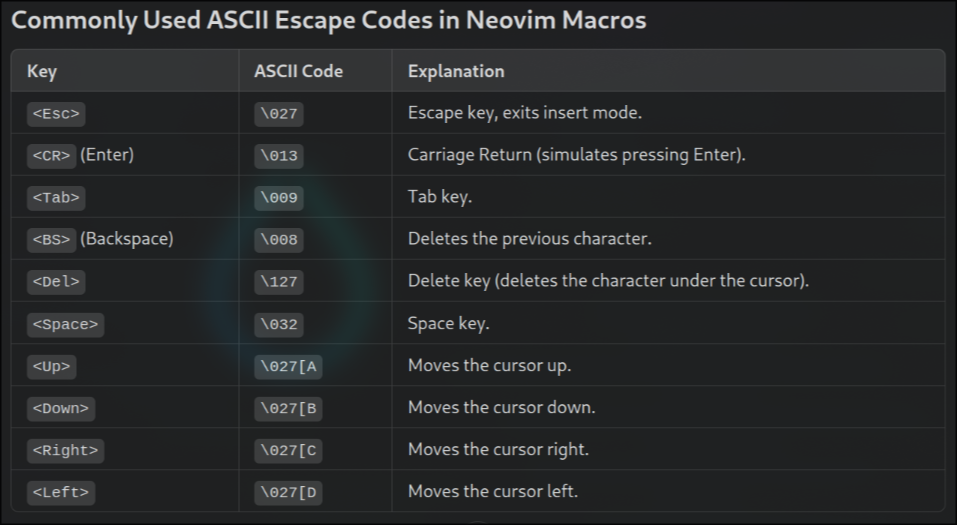 Commonly Used ASCII Escape Codes in Neovim Macros
Key ASCII Code Explanation
<Esc> \027 Escape key, exits insert mode.
<CR> (Enter) \013 Carriage Return (simulates pressing Enter).
<Tab> \009 Tab key.
<BS> (Backspace) \008 Deletes the previous character.
<Del> \127 Delete key (deletes the character under the cursor).
<Space> \032 Space key.
<Up> \027[A Moves the cursor up.
<Down> \027[B Moves the cursor down.
<Right> \027[C Moves the cursor right.
<Left> \027[D Moves the cursor left.